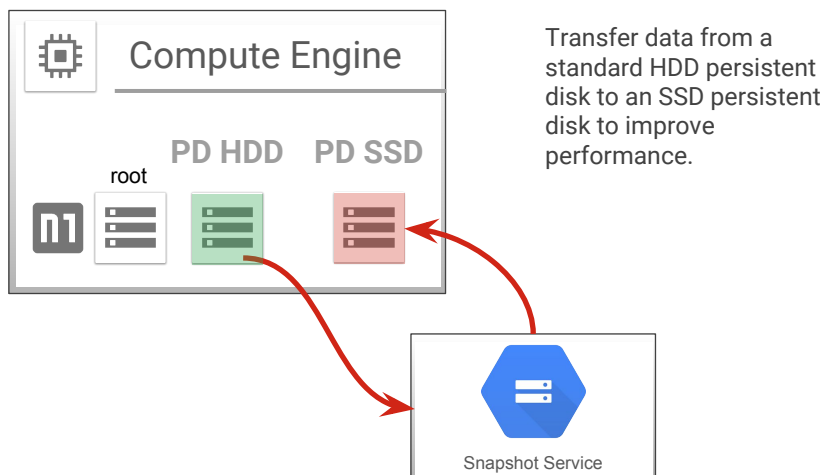 Compute Engine
Transfer data from a
standard HDD persistent
disk to an SSD persistent
disk to improve
performance.
PD HDD PD SSD
root
n1
Snapshot Service